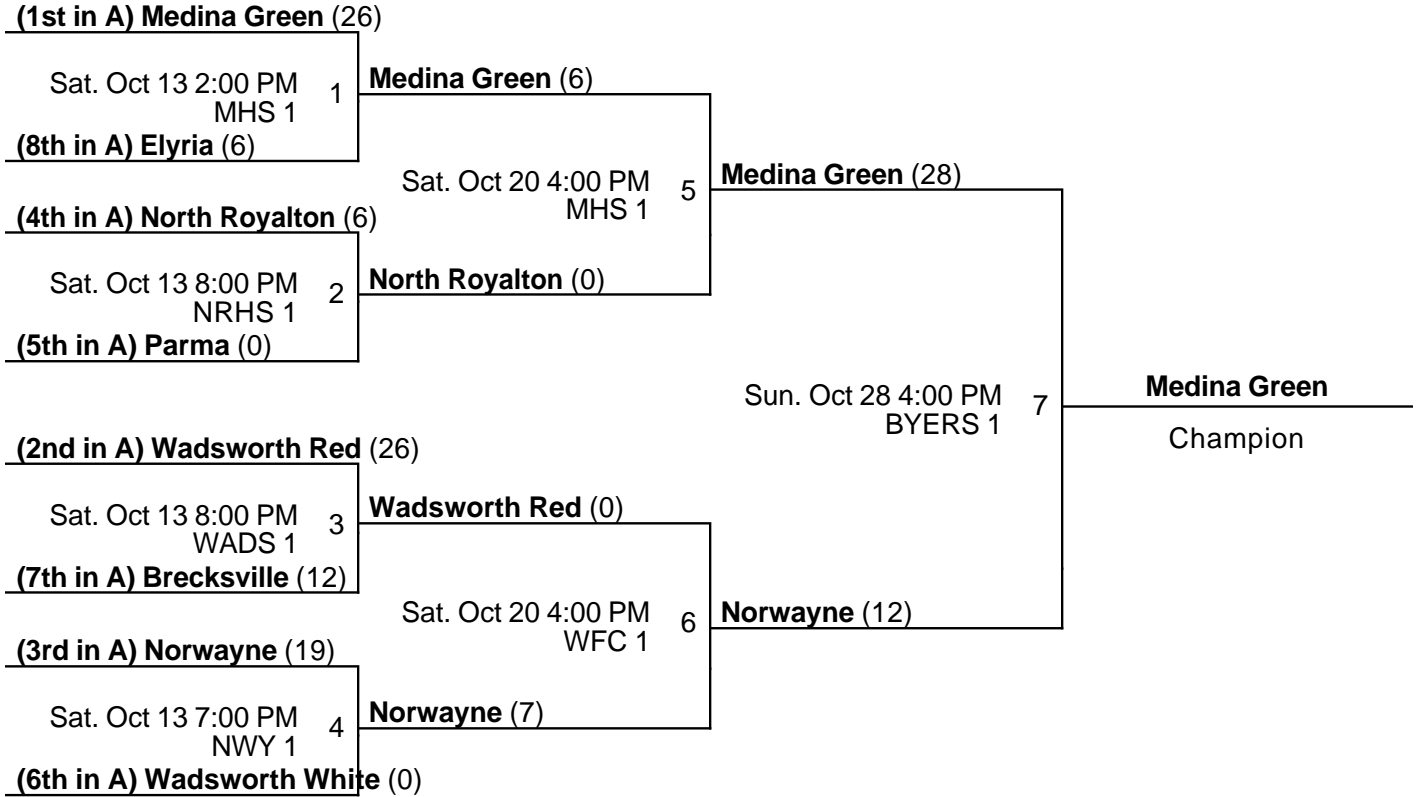 (1st in A) Medina Green (26)
Sat. Oct 13 2:00 PM 1
MHS 1
(8th in A) Elyria (6)
Medina Green (6)
(4th in A) North Royalton (6)
Sat. Oct 13 8:00 PM 2
NRHS 1
(5th in A) Parma (0)
North Royalton (0)
Sat. Oct 20 4:00 PM 5
MHS 1
Medina Green (28)
(2nd in A) Wadsworth Red (26)
Sat. Oct 13 8:00 PM 3
WADS 1
(7th in A) Brecksville (12)
Wadsworth Red (0)
(3rd in A) Norwayne (19)
Sat. Oct 13 7:00 PM 4
NWY 1
(6th in A) Wadsworth White (0)
Norwayne (7)
Sat. Oct 20 4:00 PM 6
WFC 1
Norwayne (12)
Sun. Oct 28 4:00 PM 7
BYERS 1
Medina Green
Champion